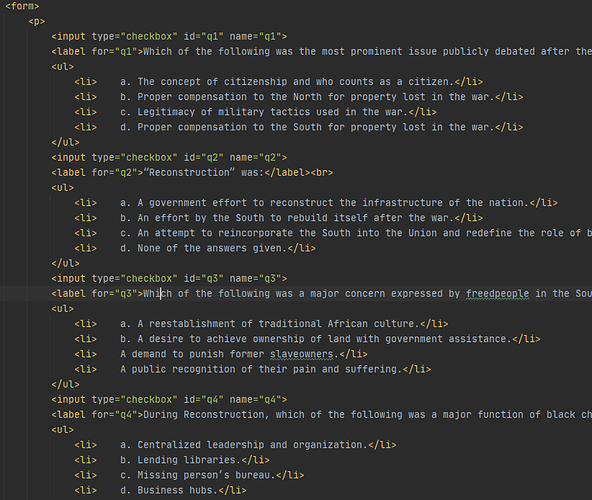 <form>
<p>
<input type="checkbox" id="q1" name="q1">
<label for="q1">Which of the following was the most prominent issue publicly debated after the
<ul>
<li> a. The concept of citizenship and who counts as a citizen.</li>
<li> b. Proper compensation to the North for property lost in the war.</li>
<li> c. Legitimacy of military tactics used in the war.</li>
<li> d. Proper compensation to the South for property lost in the war.</li>
</ul>
<input type="checkbox" id="q2" name="q2">
<label for="q2">“Reconstruction” was:</label><br>
<ul>
<li> a. A government effort to reconstruct the infrastructure of the nation.</li>
<li> b. An effort by the South to rebuild itself after the war.</li>
<li> c. An attempt to reincorporate the South into the Union and redefine the role of b
<li> d. None of the answers given.</li>
</ul>
<input type="checkbox" id="q3" name="q3">
<label for="q3">Which of the following was a major concern expressed by freedpeople in the Sou
<ul>
<li> a. A reestablishment of traditional African culture.</li>
<li> b. A desire to achieve ownership of land with government assistance.</li>
<li> A demand to punish former slaveowners.</li>
<li> A public recognition of their pain and suffering.</li>
</ul>
<input type="checkbox" id="q4" name="q4">
<label for="q4">During Reconstruction, which of the following was a major function of black ch
<ul>
<li> a. Centralized leadership and organization.</li>
<li> b. Lending libraries.</li>
<li> c. Missing person’s bureau.</li>
<li> d. Business hubs.</li>